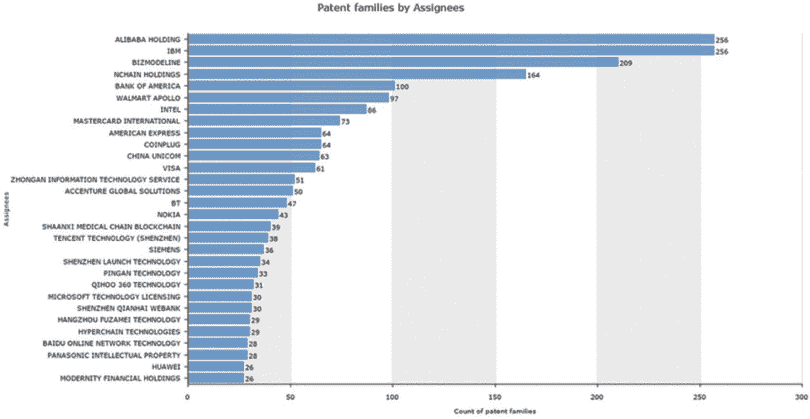 Patent families by Assignees
ALIBABA HOLDING 256
IBM 256
BIZMODELINE 209
NCHAIN HOLDINGS 164
BANK OF AMERICA 100
WALMART APOLLO 97
INTEL 86
MASTERCARD INTERNATIONAL 73
AMERICAN EXPRESS 64
COINPLUG 64
CHINA UNICOM 63
VISA 61
ZHONGAN INFORMATION TECHNOLOGY SERVICE 51
ACCENTURE GLOBAL SOLUTIONS 50
BT 47
NOKIA 43
SHAANXI MEDICAL CHAIN BLOCKCHAIN 39
TENCENT TECHNOLOGY (SHENZHEN) 38
SIEMENS 36
SHENZHEN LAUNCH TECHNOLOGY 34
PINGAN TECHNOLOGY 33
QIHOO 360 TECHNOLOGY 31
MICROSOFT TECHNOLOGY LICENSING 30
SHENZHEN QIANHAI WEBANK 30
HANGZHOU FUZAMEI TECHNOLOGY 29
HYPERCHAIN TECHNOLOGIES 29
BAIDU ONLINE NETWORK TECHNOLOGY 28
PANASONIC INTELLECTUAL PROPERTY 28
HUAWEI 26
MODERNITY FINANCIAL HOLDINGS 26
Assignees
0 50 100 150 200 250 300
Count of patent families